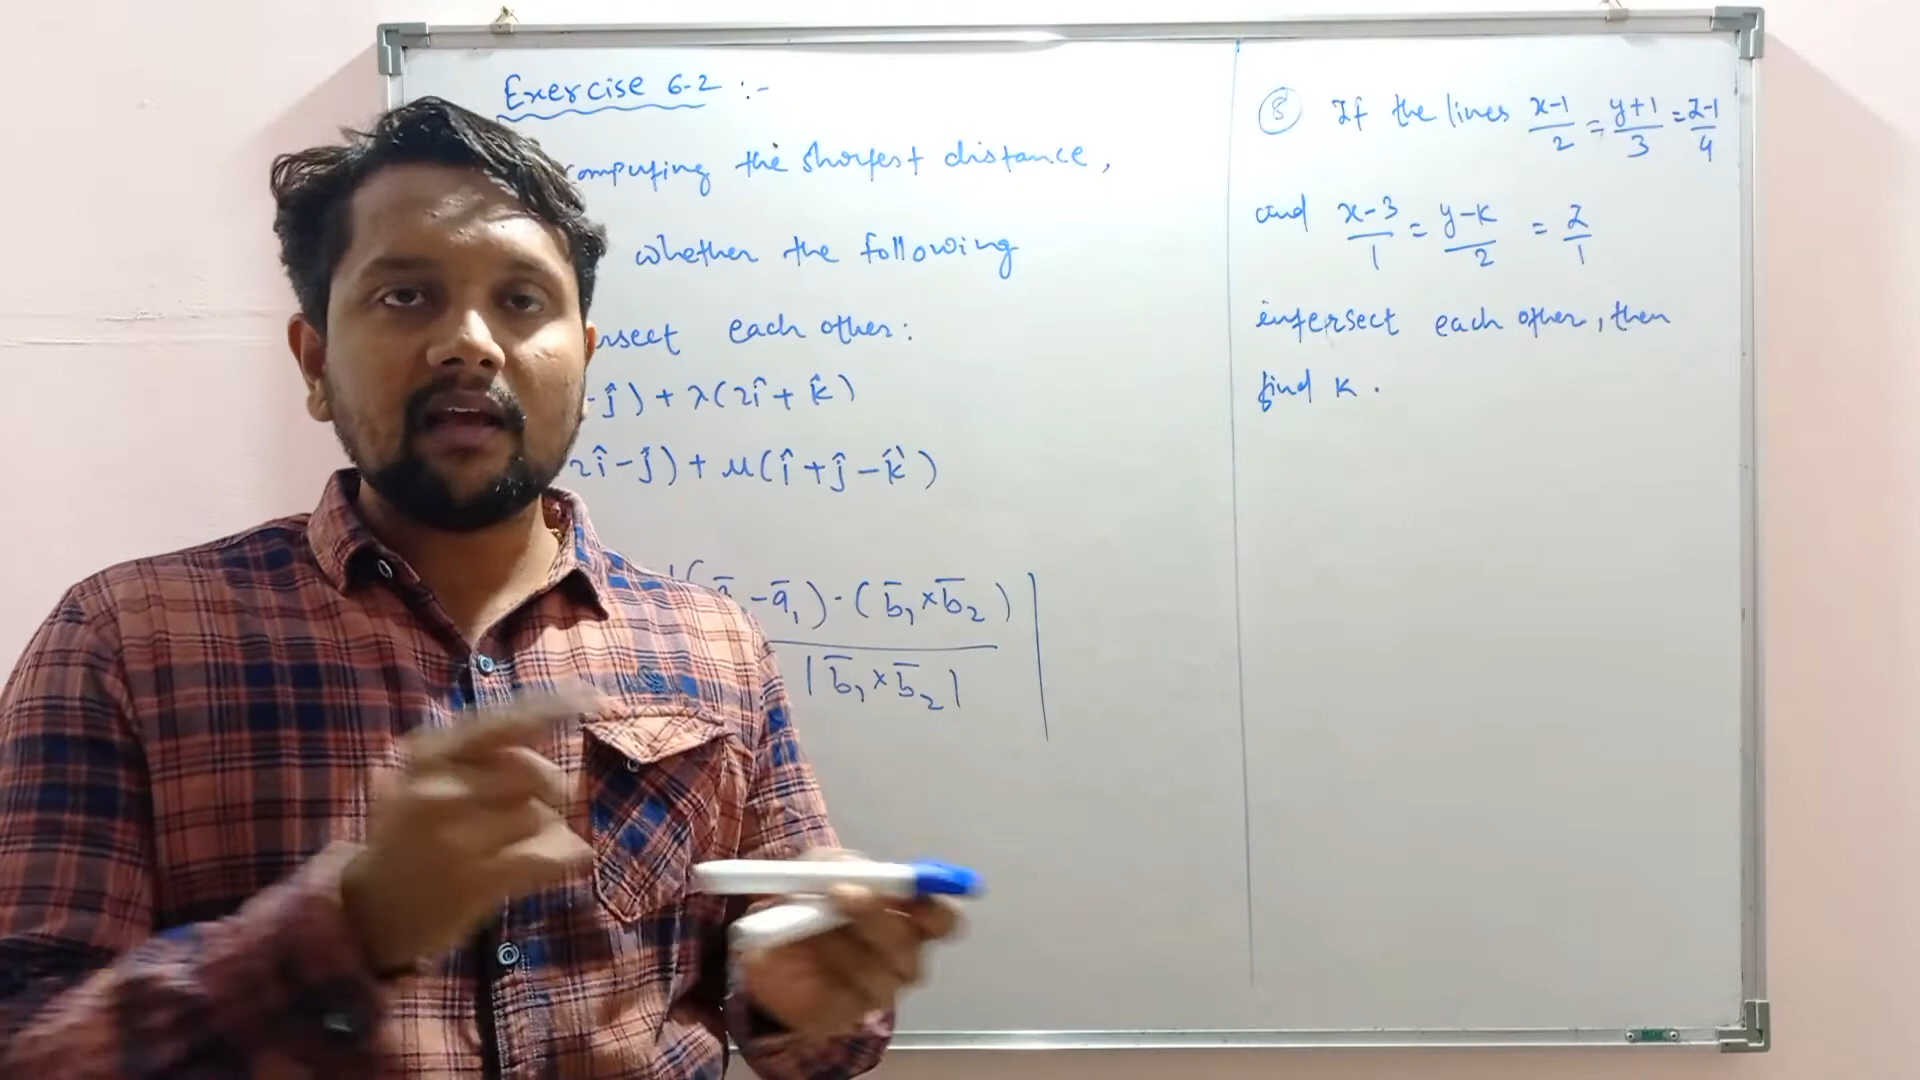 Exercise 6.2 :-
computing the shortest distance,
whether the following
each other:
-ĵ) + λ(2î + k̂)
2î-ĵ) + μ(î + ĵ - k̂)
- ā₁) · (b̄₁ × b̄₂) |
|b̄₁ × b̄₂|
⑧ If the lines (x-1)/2 = (y+1)/3 = (z-1)/4
and (x-3)/1 = (y-k)/2 = z/1
intersect each other, then
find k.